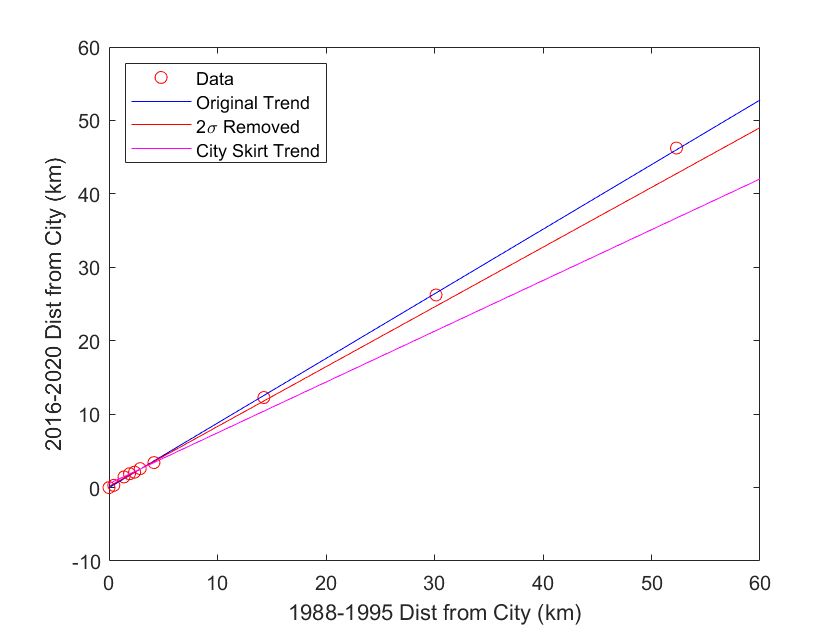 60
50
40
30
20
10
0
-10
2016-2020 Dist from City (km)
Data
Original Trend
2σ Removed
City Skirt Trend
0 10 20 30 40 50 60
1988-1995 Dist from City (km)